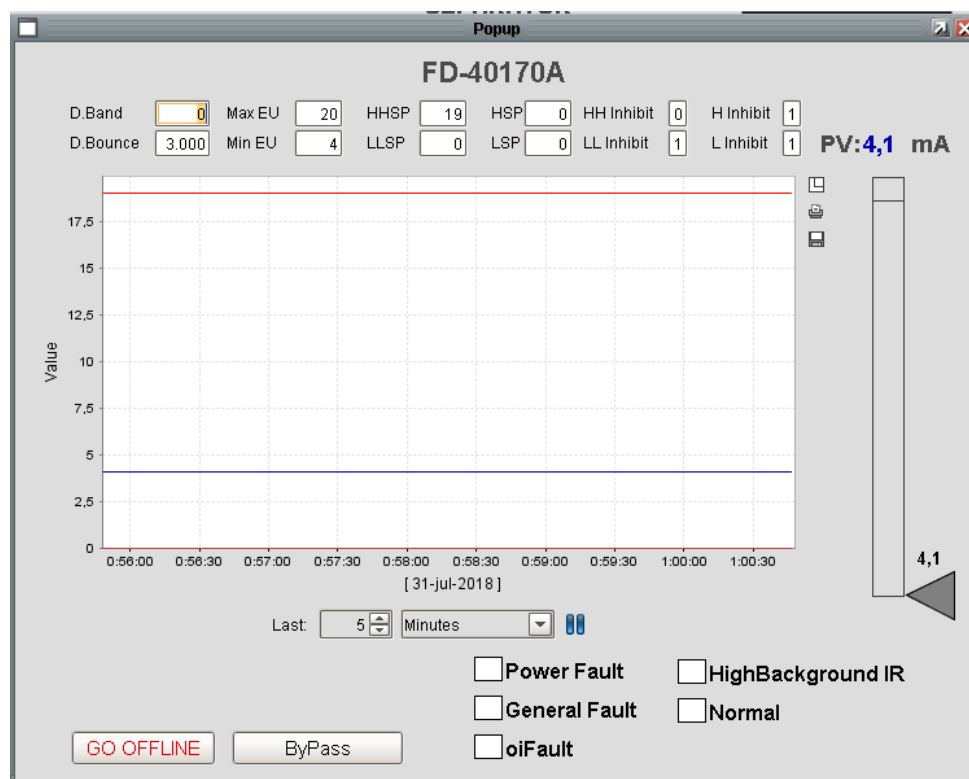 Popup
FD-40170A
D.Band 0 Max EU 20 HHSP 19 HSP 0 HH Inhibit 0 H Inhibit 1
D.Bounce 3.000 Min EU 4 LLSP 0 LSP 0 LL Inhibit 1 L Inhibit 1
PV:4,1 mA
17,5
15
12,5
10
7,5
5
2,5
0
Value
0:56:00 0:56:30 0:57:00 0:57:30 0:58:00 0:58:30 0:59:00 0:59:30 1:00:00 1:00:30
[ 31-jul-2018 ]
4,1
Last: 5 Minutes
Power Fault HighBackground IR
General Fault Normal
oiFault
GO OFFLINE ByPass